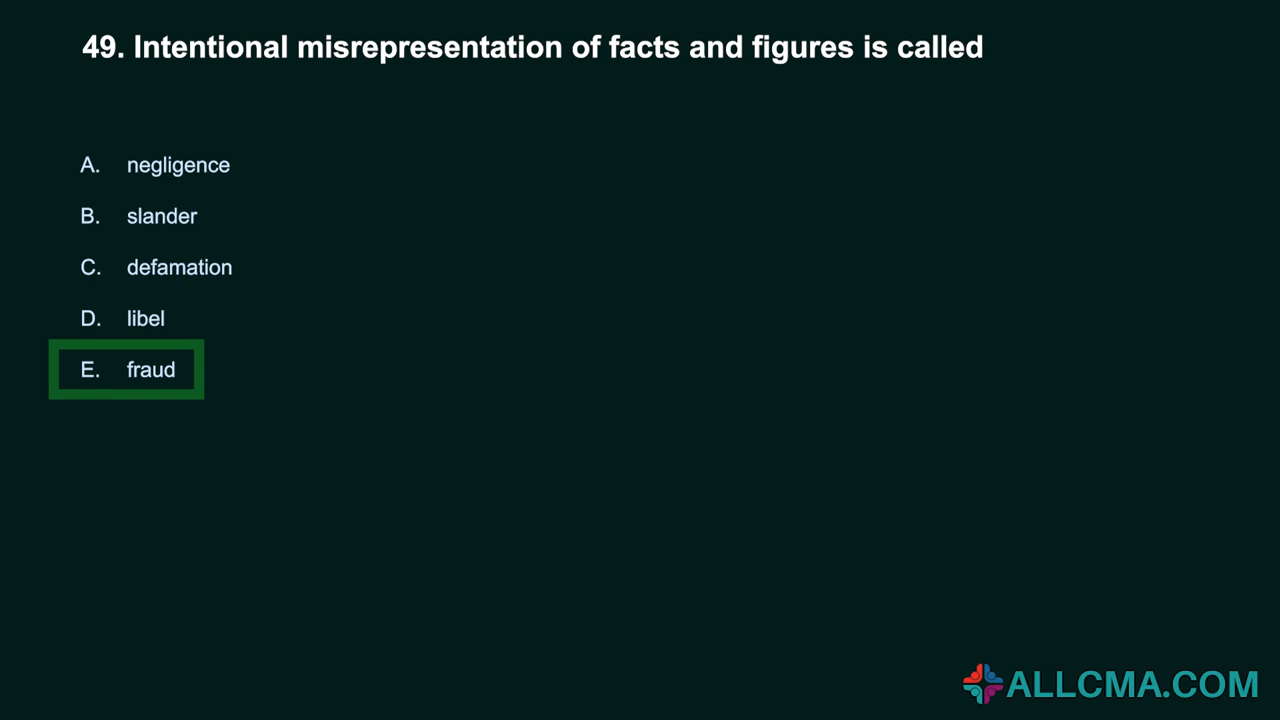 49. Intentional misrepresentation of facts and figures is called
A. negligence
B. slander
C. defamation
D. libel
E. fraud
ALLCMA.COM